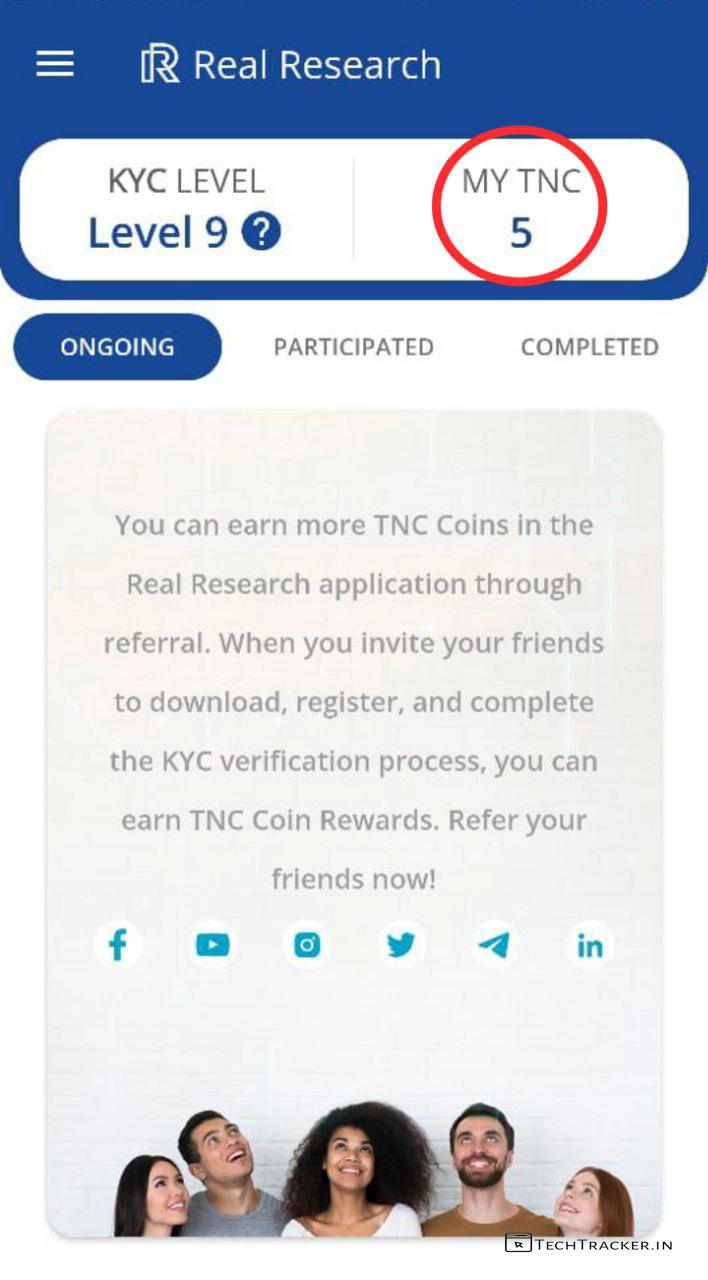 Real Research
KYC LEVEL
Level 9 ?
MY TNC
5
ONGOING
PARTICIPATED
COMPLETED
You can earn more TNC Coins in the
Real Research application through
referral. When you invite your friends
to download, register, and complete
the KYC verification process, you can
earn TNC Coin Rewards. Refer your
friends now!
TECHTRACKER.IN